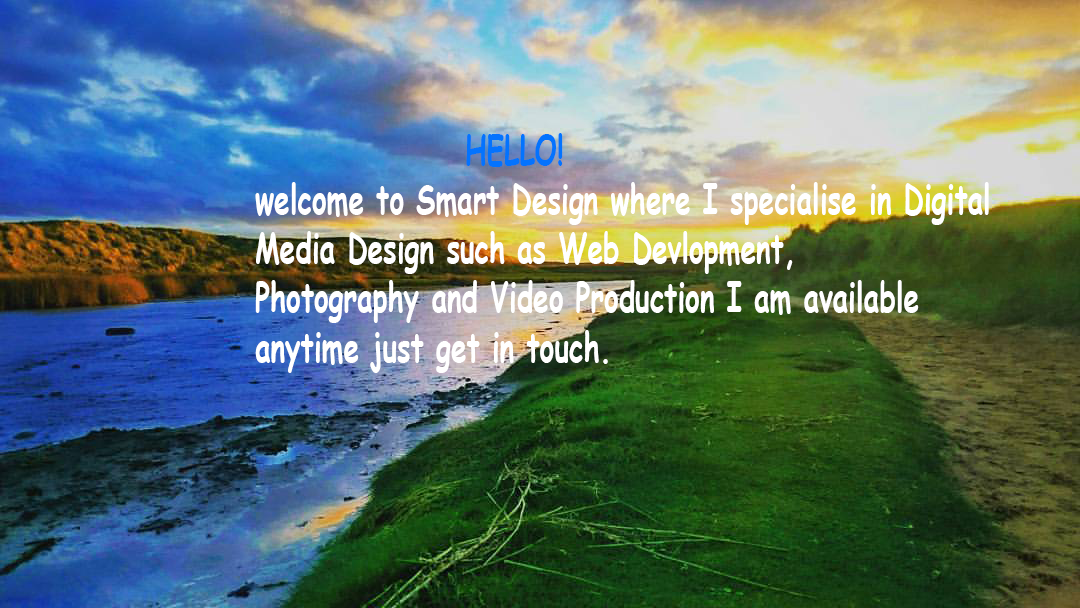 HELLO!
welcome to Smart Design where I specialise in Digital
Media Design such as Web Devlopment,
Photography and Video Production I am available
anytime just get in touch.